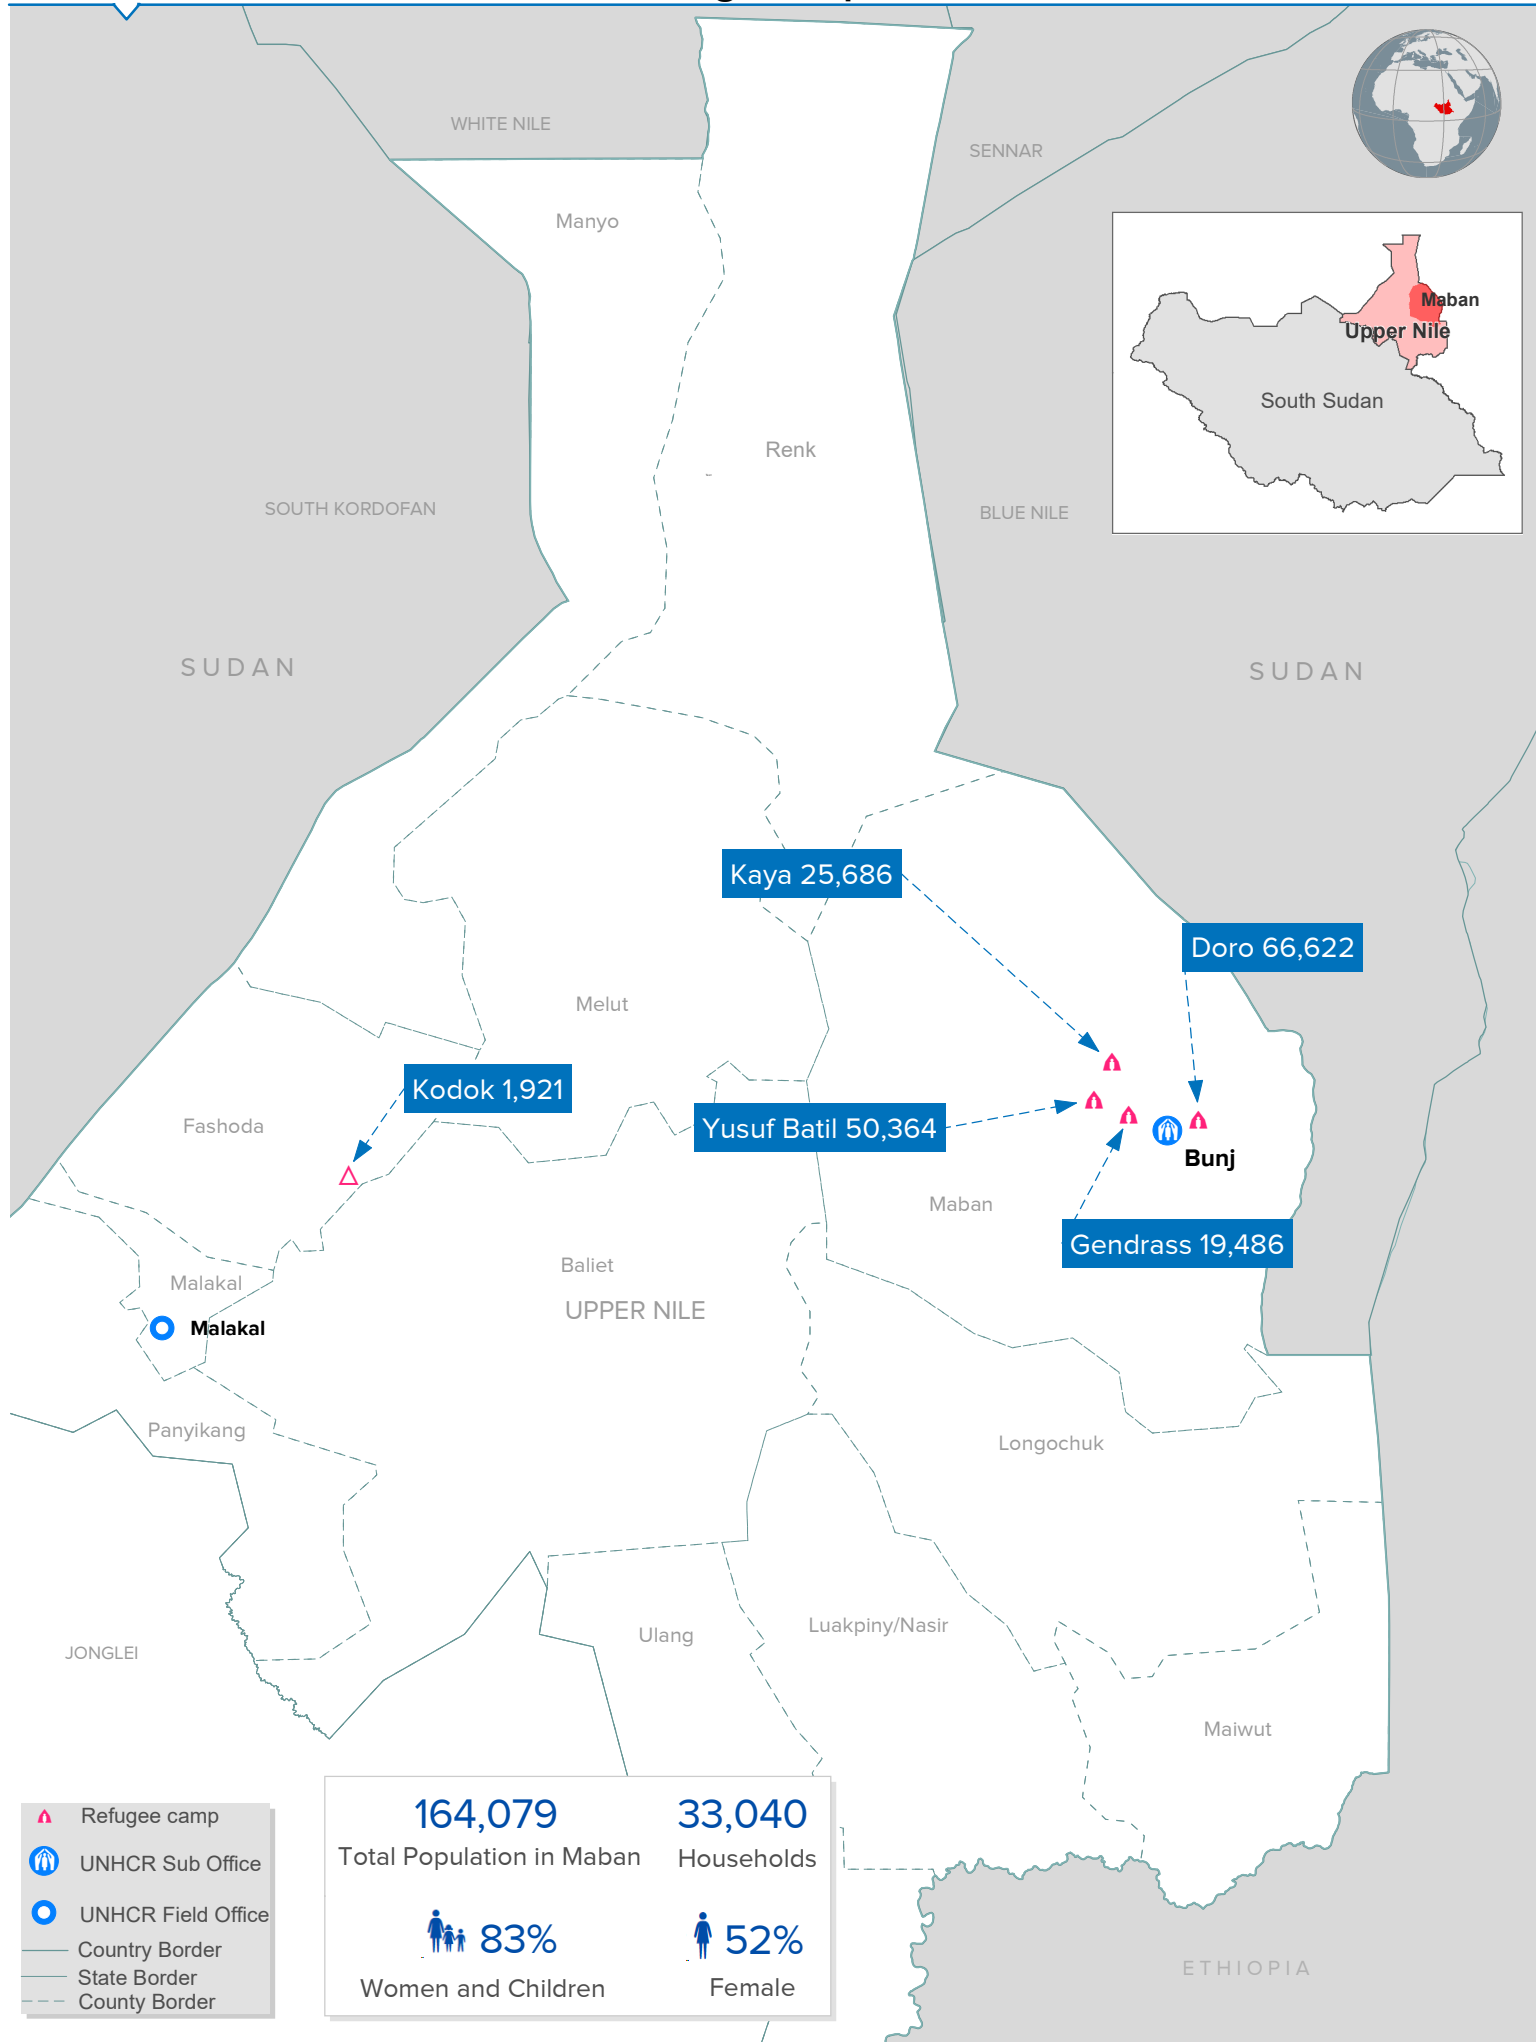 WHITE NILE
SENNAR
Manyo
Maban
Upper Nile
South Sudan
Renk
SOUTH KORDOFAN
BLUE NILE
SUDAN
SUDAN
Kaya 25,686
Doro 66,622
Melut
Kodok 1,921
Fashoda
Yusuf Batil 50,364
Bunj
Maban
Gendrass 19,486
Baliet
Malakal
UPPER NILE
Malakal
Panyikang
Longochuk
Luakpiny/Nasir
Ulang
JONGLEI
Maiwut
164,079
Total Population in Maban
33,040
Households
83%
Women and Children
52%
Female
Refugee camp
UNHCR Sub Office
UNHCR Field Office
Country Border
State Border
County Border
ETHIOPIA